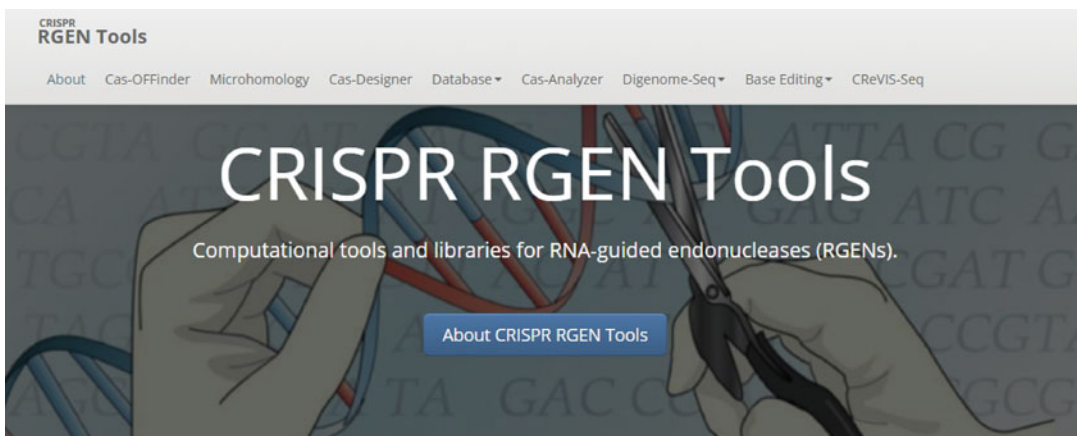 CRISPR
RGEN Tools
About Cas-OFFinder Microhomology Cas-Designer Database Cas-Analyzer Digenome-Seq Base Editing CReVIS-Seq
CRISPR RGEN Tools
Computational tools and libraries for RNA-guided endonucleases (RGENs).
About CRISPR RGEN Tools